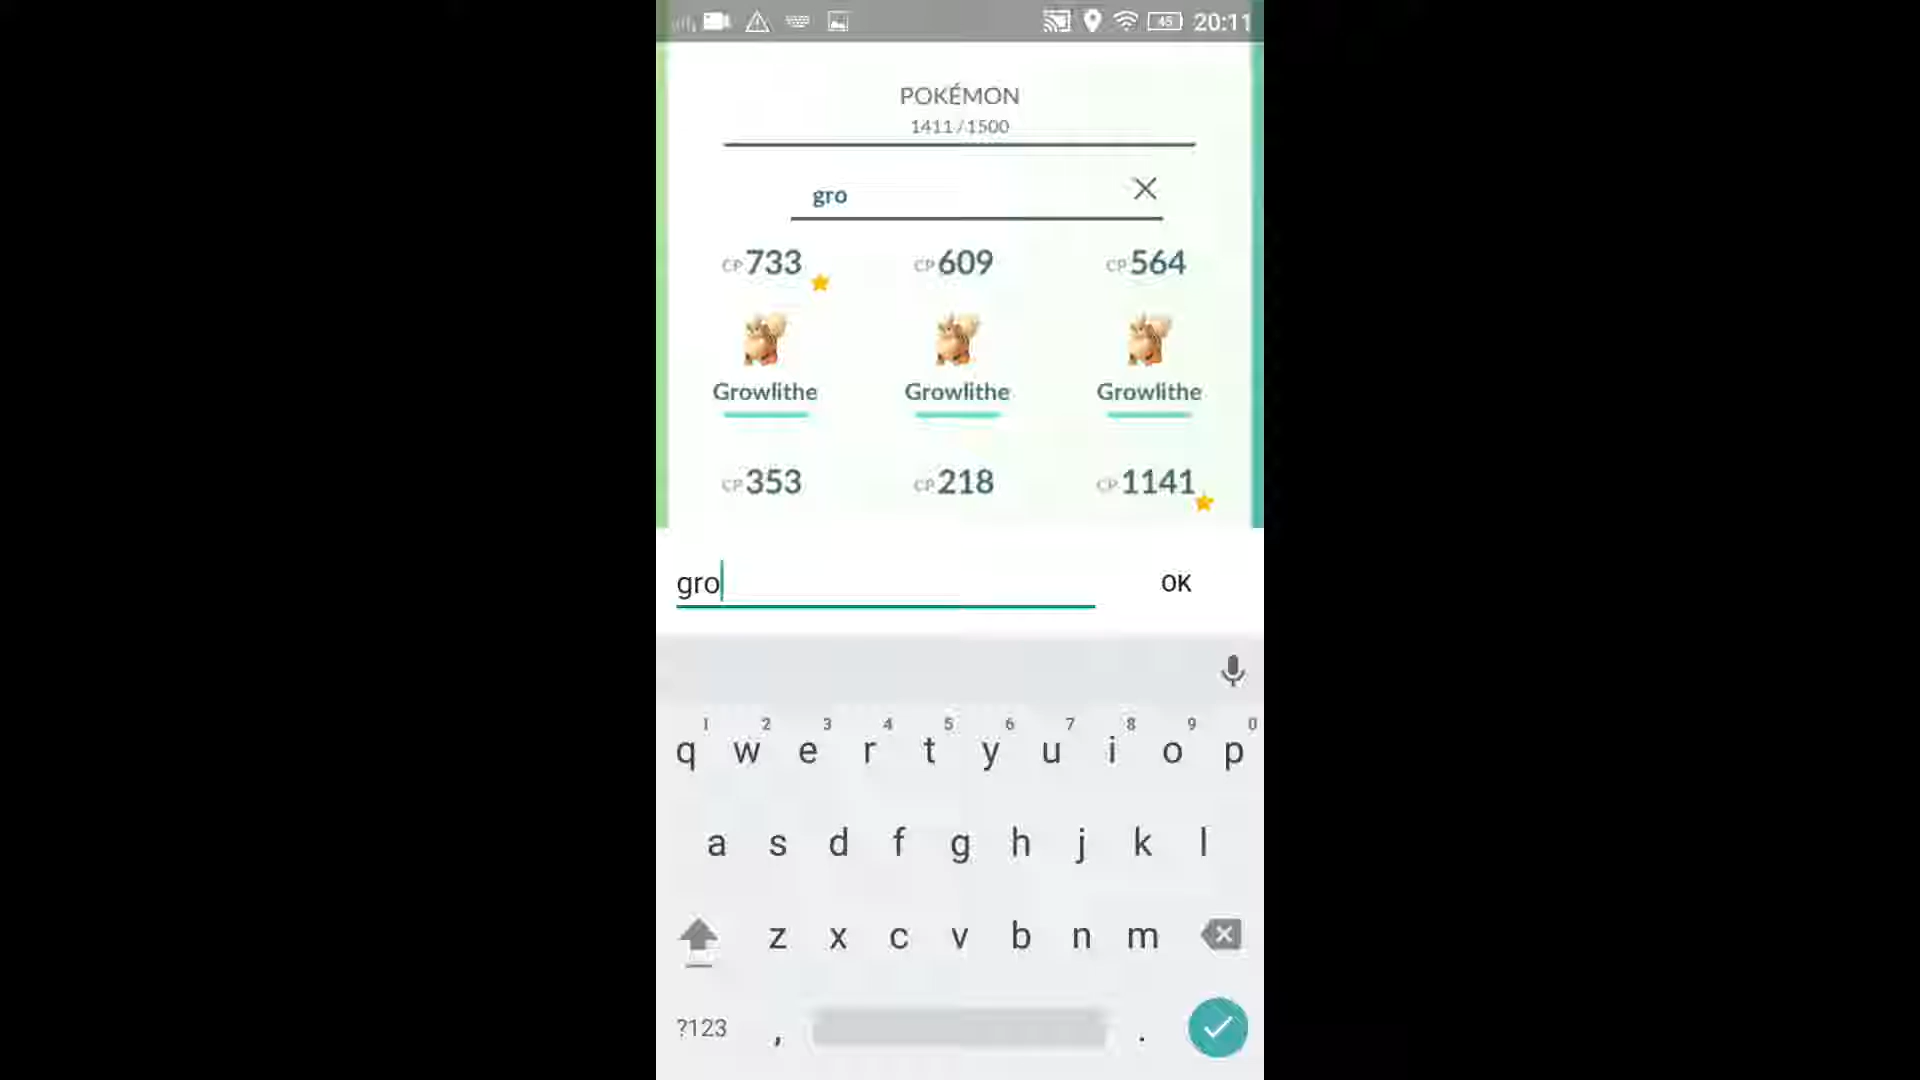 45 20:11
POKÉMON
1411/1500
gro
CP733 CP609 CP564
Growlithe Growlithe Growlithe
CP353 CP218 CP1141
gro OK
1 2 3 4 5 6 7 8 9 0
q w e r t y u i o p
a s d f g h j k l
z x c v b n m
?123 , .